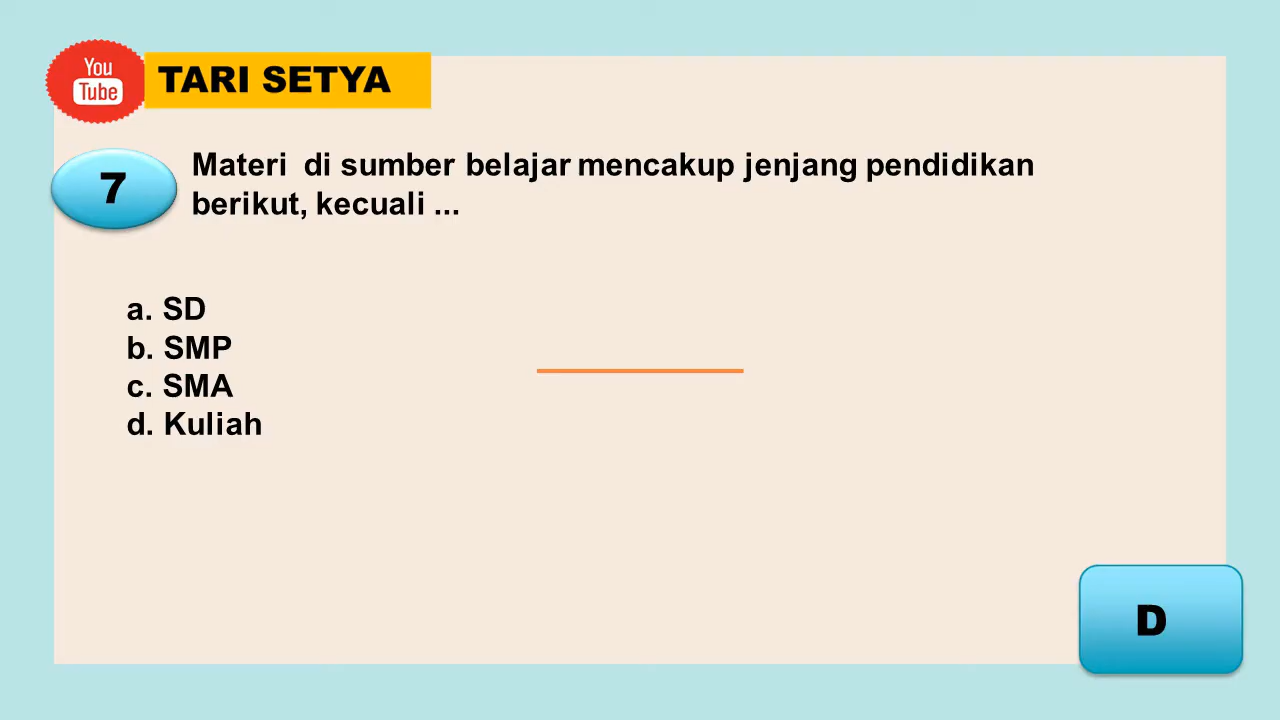 You
Tube
TARI SETYA
7
Materi di sumber belajar mencakup jenjang pendidikan
berikut, kecuali ...
a. SD
b. SMP
c. SMA
d. Kuliah
D